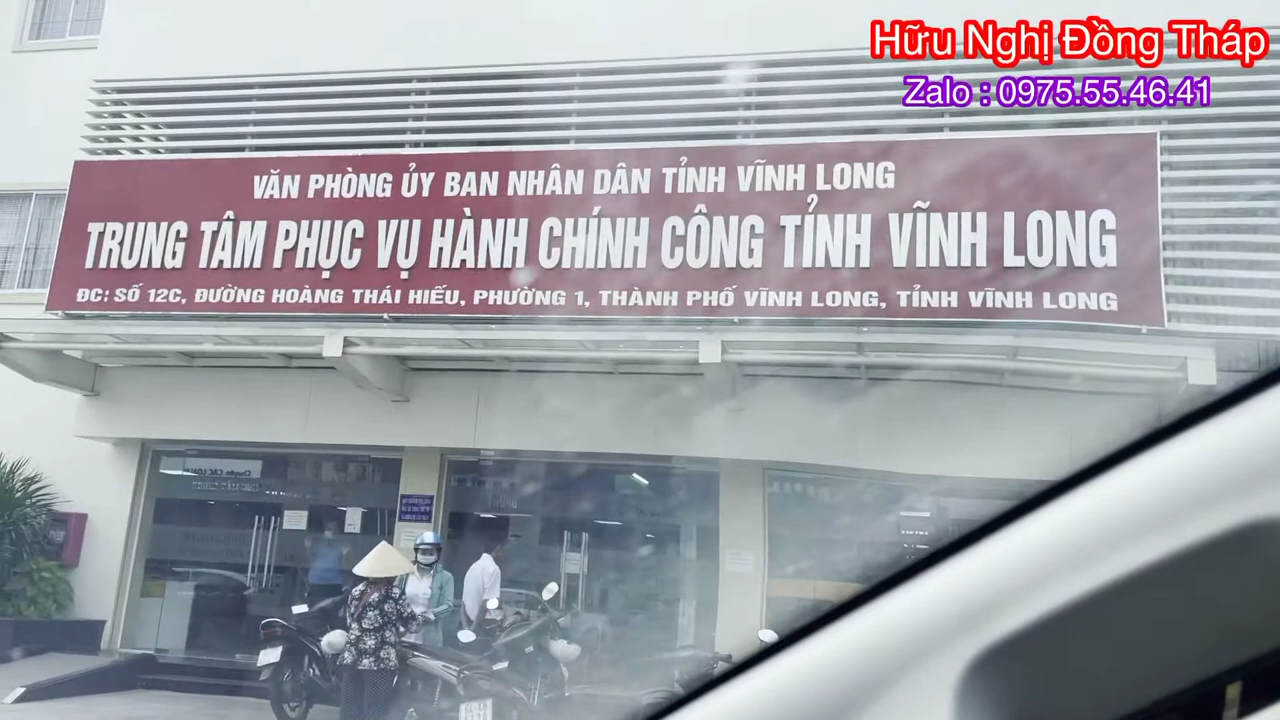 Hữu Nghị Đồng Tháp
Zalo : 0975.55.46.41
VĂN PHÒNG ỦY BAN NHÂN DÂN TỈNH VĨNH LONG
TRUNG TÂM PHỤC VỤ HÀNH CHÍNH CÔNG TỈNH VĨNH LONG
ĐC: SỐ 12C, ĐƯỜNG HOÀNG THÁI HIẾU, PHƯỜNG 1, THÀNH PHỐ VĨNH LONG, TỈNH VĨNH LONG